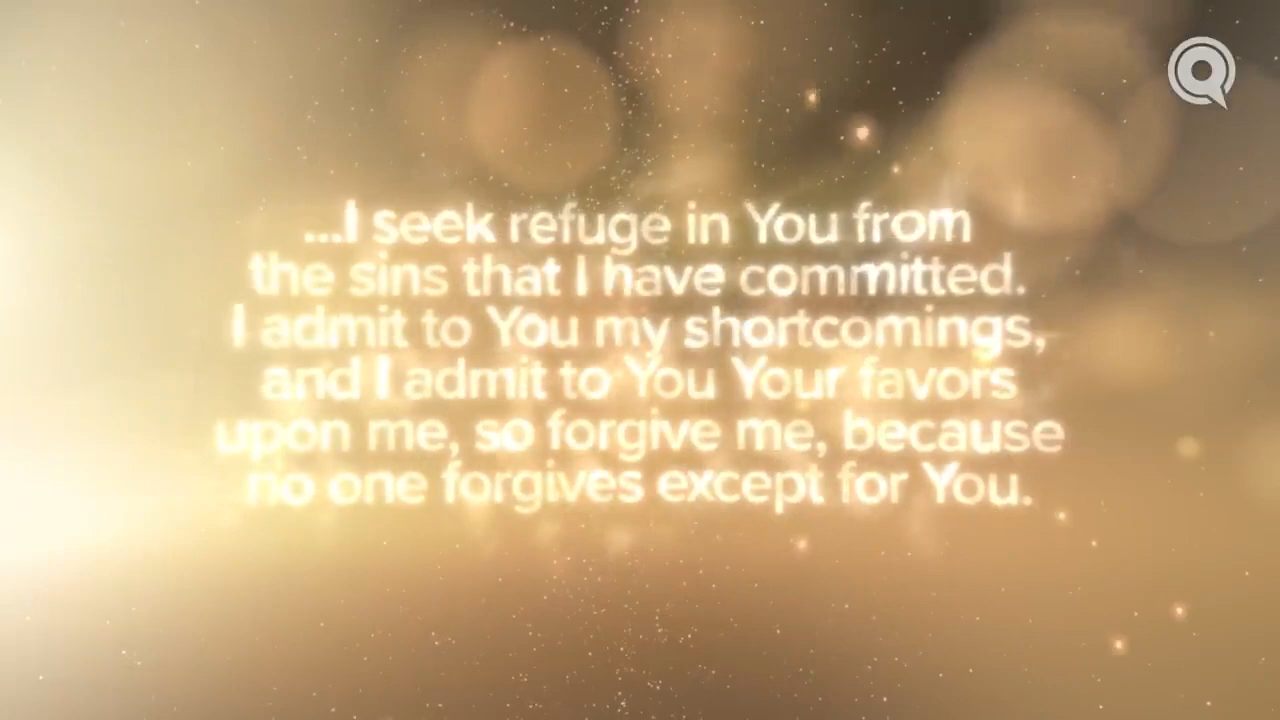 ...I seek refuge in You from
the sins that I have committed.
I admit to You my shortcomings,
and I admit to You Your favors
upon me, so forgive me, because
no one forgives except for You.